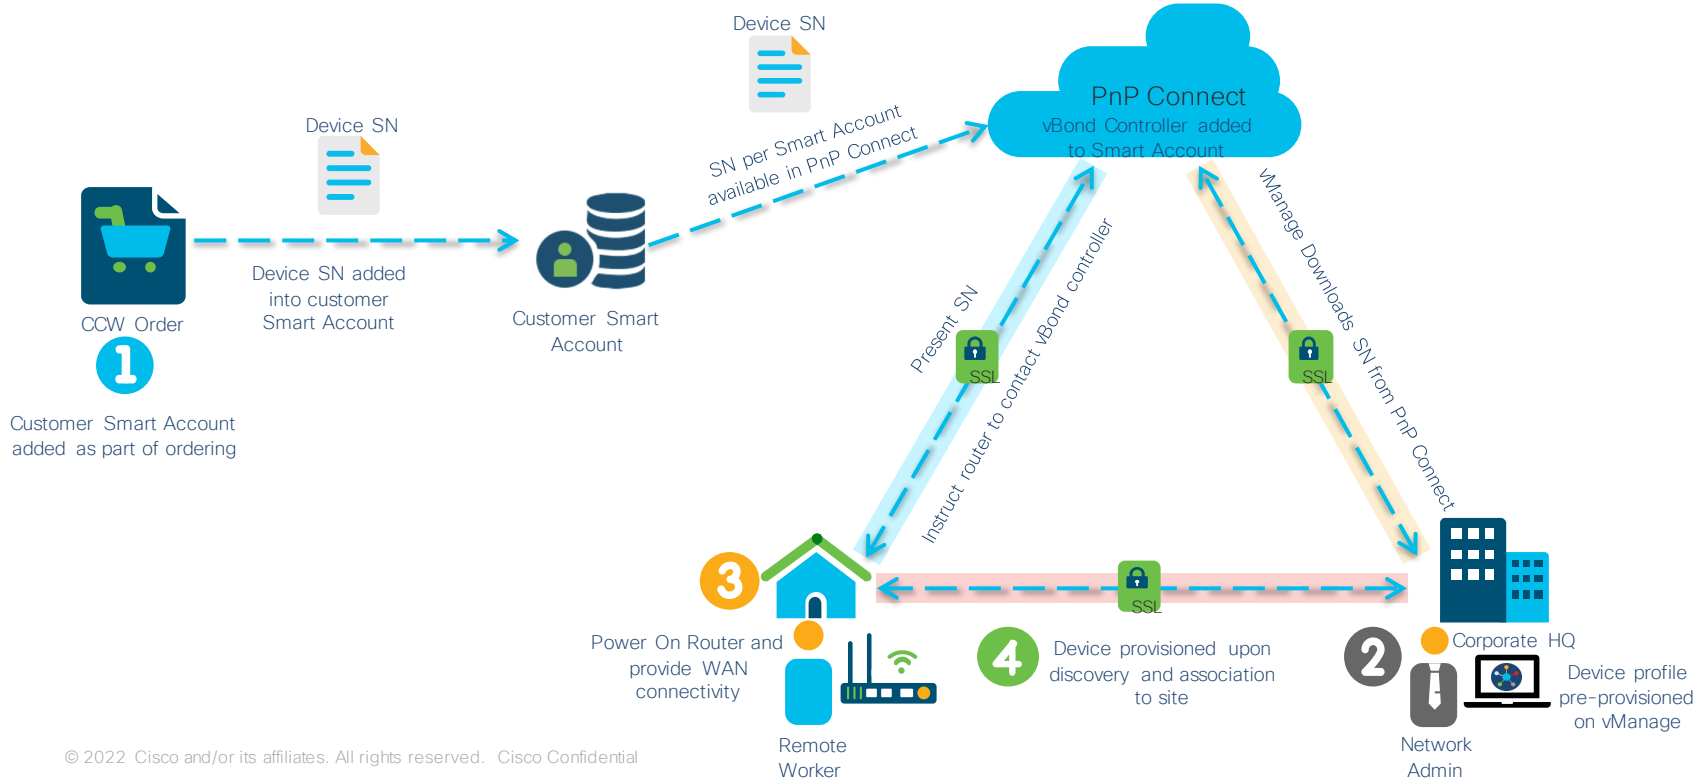 Device SN
PnP Connect
vBond Controller added
to Smart Account
Device SN
SN per Smart Account
available in PnP Connect
Device SN added
into customer
Smart Account
CCW Order
1
Customer Smart Account
added as part of ordering
Customer Smart
Account
Present SN
SSL
Instruct router to contact vBond controller
SSL
vManage Downloads SN from PnP Connect
3
Power On Router and
provide WAN
connectivity
Remote
Worker
SSL
4
Device provisioned upon
discovery and association
to site
2
Corporate HQ
Device profile
pre-provisioned
on vManage
Network
Admin
© 2022 Cisco and/or its affiliates. All rights reserved. Cisco Confidential